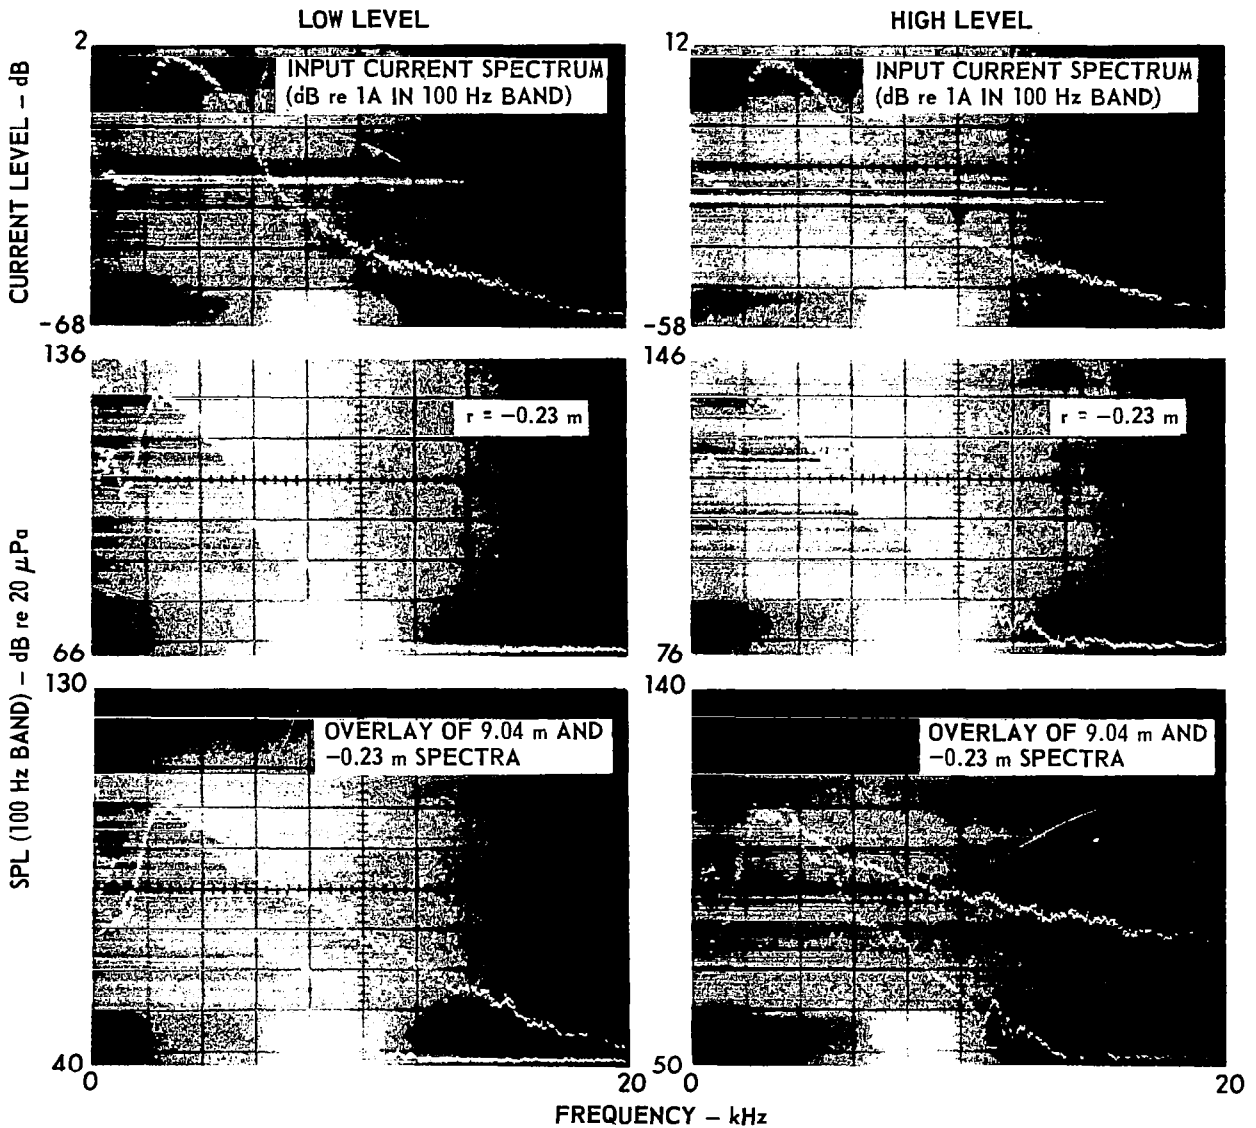 LOW LEVEL
HIGH LEVEL
CURRENT LEVEL – dB
2
INPUT CURRENT SPECTRUM
(dB re 1A IN 100 Hz BAND)
–68
12
INPUT CURRENT SPECTRUM
(dB re 1A IN 100 Hz BAND)
–58
SPL (100 Hz BAND) – dB re 20 μPa
136
r = –0.23 m
66
146
r = –0.23 m
76
130
OVERLAY OF 9.04 m AND
–0.23 m SPECTRA
40
140
OVERLAY OF 9.04 m AND
–0.23 m SPECTRA
50
0
20
0
20
FREQUENCY – kHz